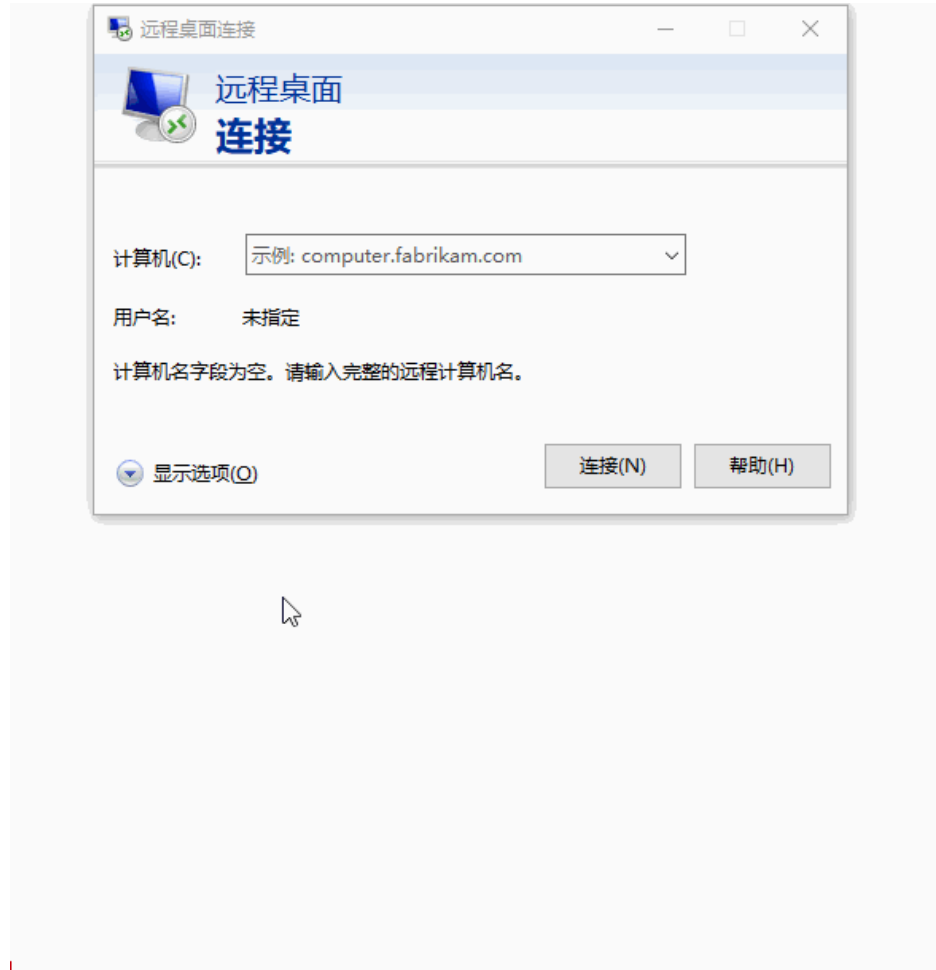 远程桌面连接
远程桌面
连接
计算机(C):
示例: computer.fabrikam.com
用户名:
未指定
计算机名字段为空。请输入完整的远程计算机名。
显示选项(O)
连接(N)
帮助(H)